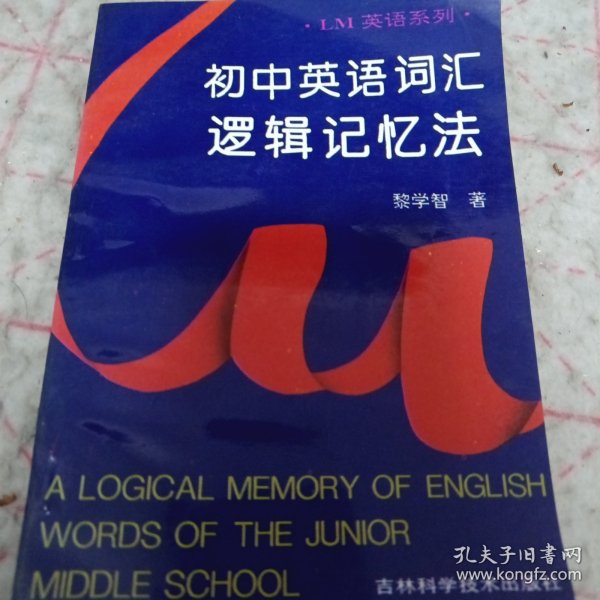 ·LM 英语系列·
初中英语词汇
逻辑记忆法
黎学智 著
A LOGICAL MEMORY OF ENGLISH
WORDS OF THE JUNIOR
MIDDLE SCHOOL
吉林科学技术出版社
孔夫子旧书网
www.kongfz.com